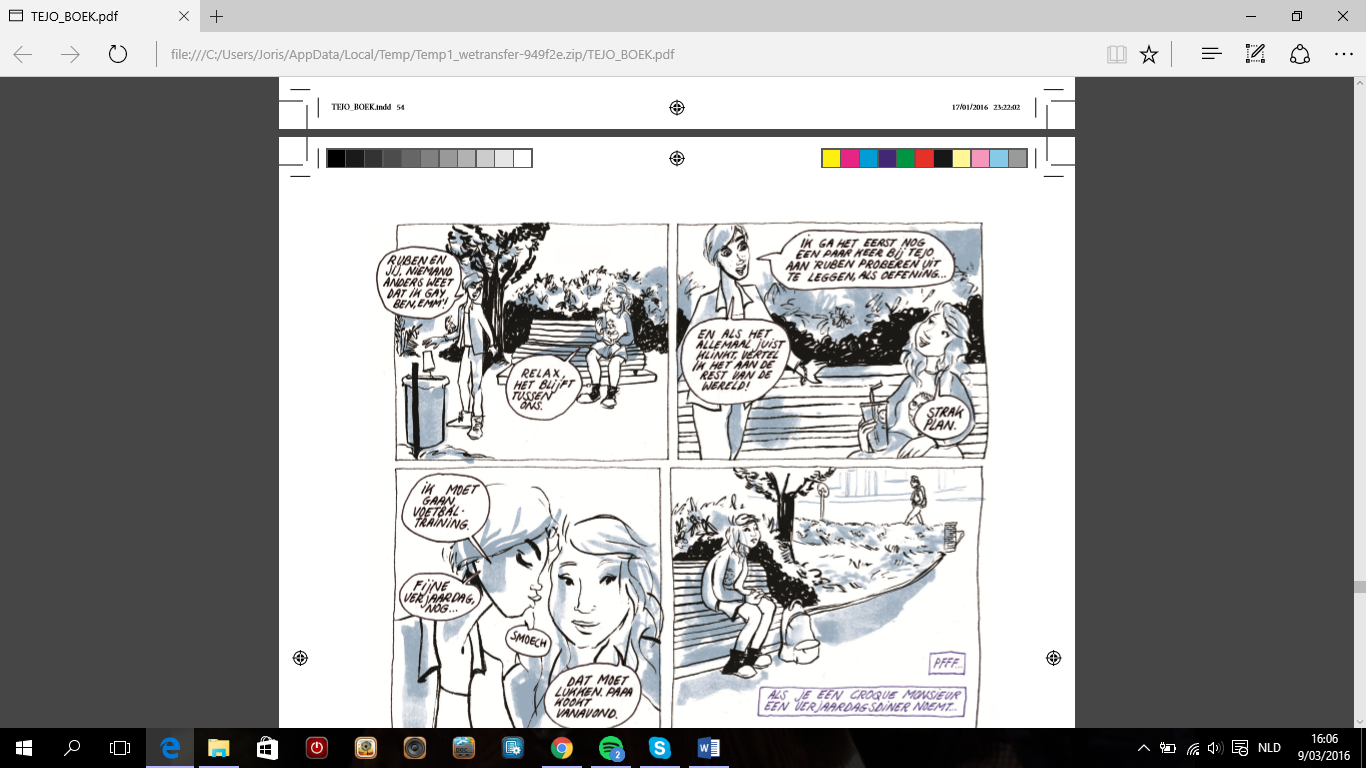 TEJO_BOEK.pdf
file:///C:/Users/Joris/AppData/Local/Temp/Temp1_wetransfer-949f2e.zip/TEJO_BOEK.pdf
TEJO_BOEK.indd 54
17/01/2016 23:22:02
RUBEN EN
JIJ, NIEMAND
ANDERS WEET
DAT IK GAY
BEN, EMM'!
RELAX,
HET BLIJFT
TUSSEN
ONS.
IK GA HET EERST NOG
EEN PAAR KEER BIJ TEJO
AAN RUBEN PROBEREN UIT
TE LEGGEN, ALS OEFENING...
EN ALS HET
ALLEMAAL JUIST
KLINKT, VERTEL
IK HET AAN DE
REST VAN DE
WERELD!
STRAK
PLAN.
IK MOET
GAAN,
VOETBAL-
TRAINING.
FIJNE
VERJAARDAG,
NOG...
SMOECH
DAT MOET
LUKKEN. PAPA
KOOKT
VANAVOND.
PFFF...
ALS JE EEN CROQUE MONSIEUR
EEN VERJAARDAGSDINER NOEMT...
2
NLD
16:06
9/03/2016